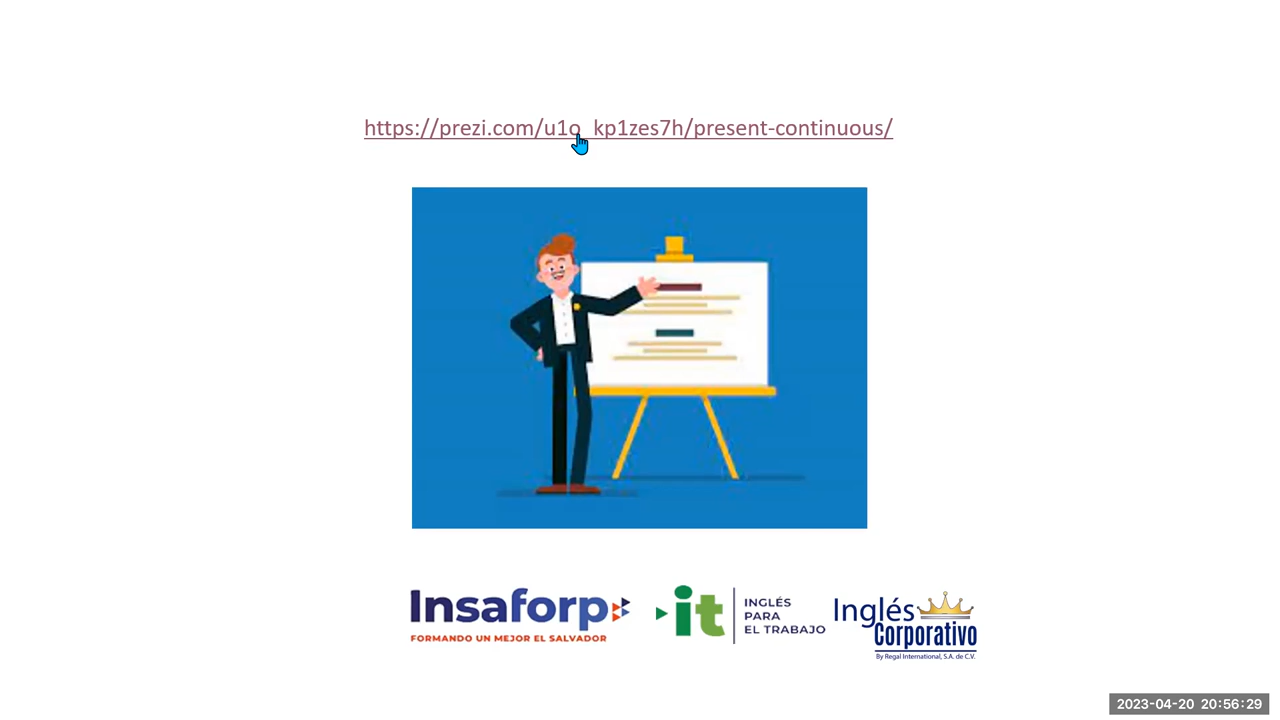 https://prezi.com/u1o_kp1zes7h/present-continuous/
Insaforp
FORMANDO UN MEJOR EL SALVADOR
it
INGLÉS
PARA
EL TRABAJO
Inglés
Corporativo
By Regal International, S.A. de C.V.
2023-04-20 20:56:29